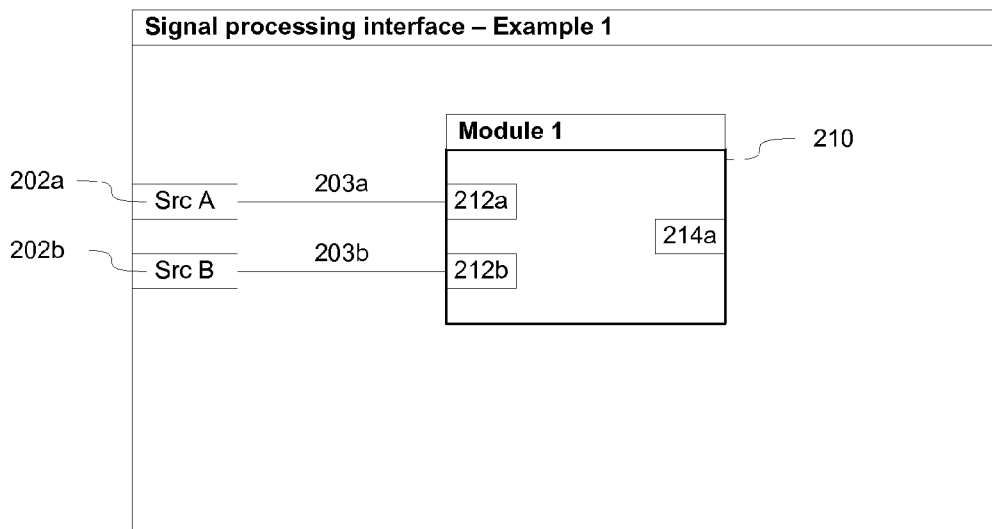 Signal processing interface – Example 1
Module 1
210
202a
Src A
203a
212a
214a
202b
Src B
203b
212b